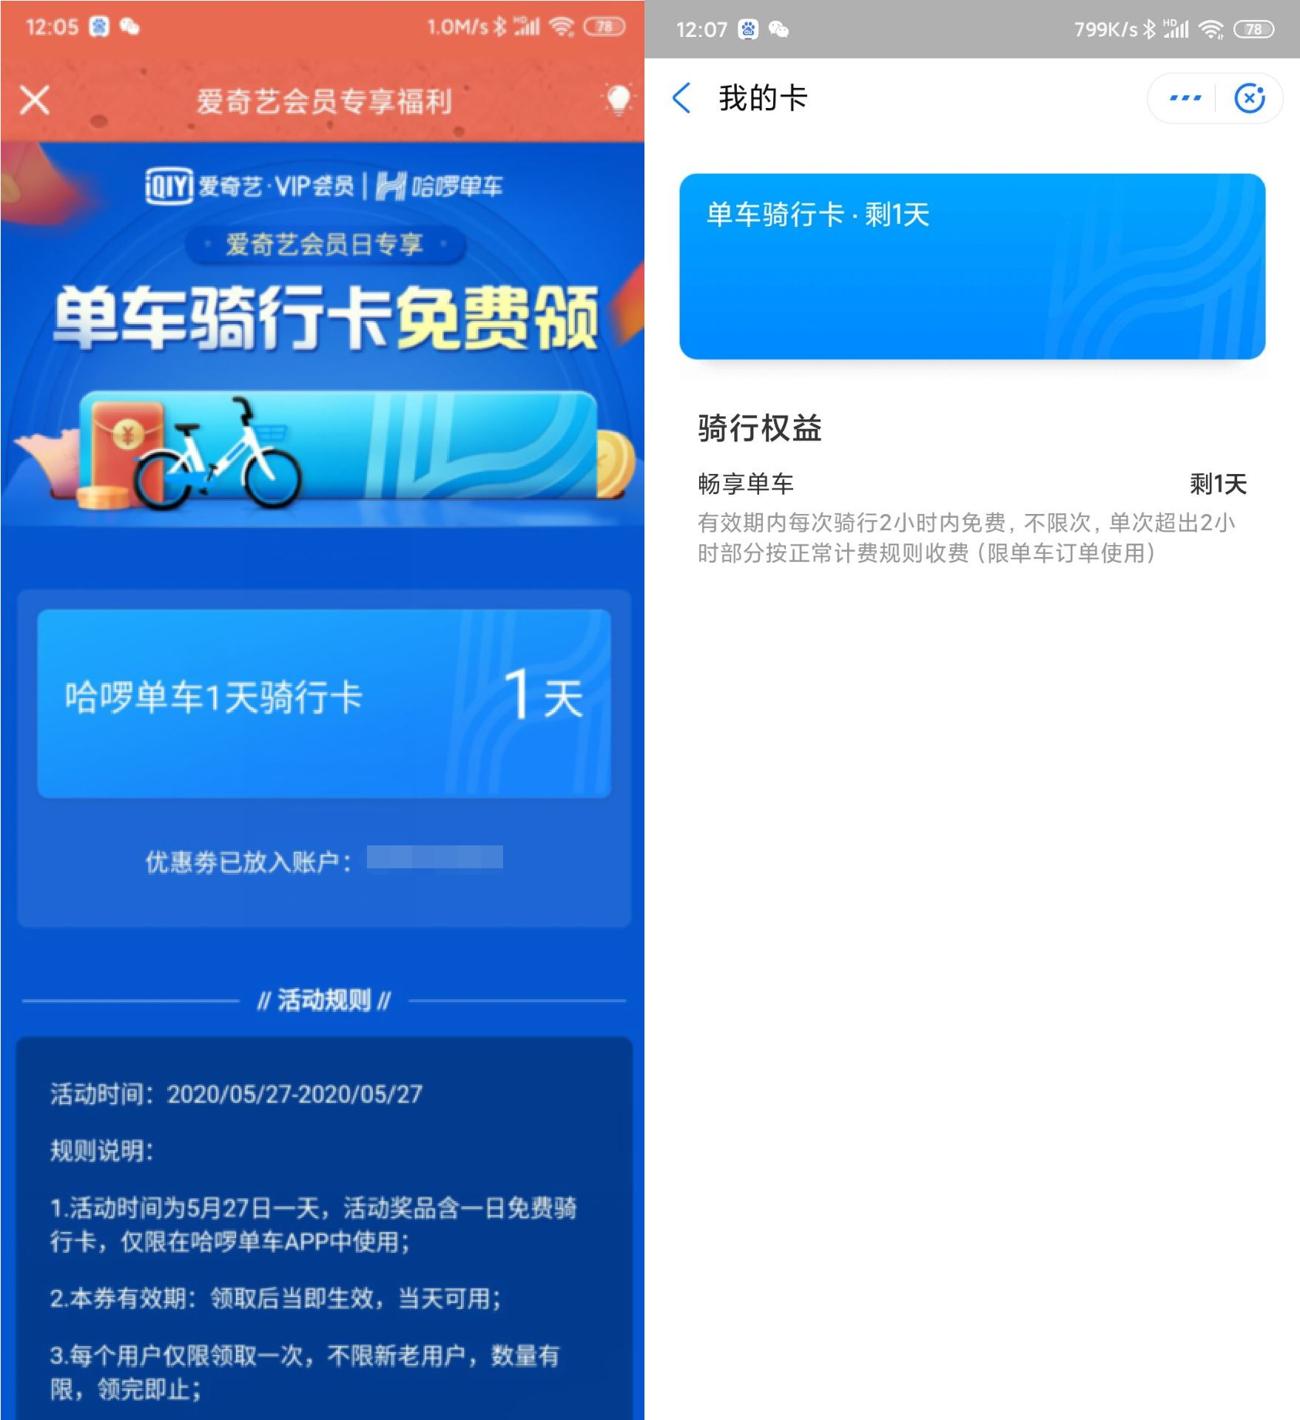 12:05
1.0M/s
HD
78
爱奇艺会员专享福利
iQIYI 爱奇艺·VIP会员 | 哈啰单车
· 爱奇艺会员日专享 ·
单车骑行卡免费领
¥
哈啰单车1天骑行卡
1天
优惠券已放入账户：
// 活动规则 //
活动时间：2020/05/27-2020/05/27
规则说明：
1.活动时间为5月27日一天，活动奖品含一日免费骑
行卡，仅限在哈啰单车APP中使用；
2.本券有效期：领取后当即生效，当天可用；
3.每个用户仅限领取一次，不限新老用户，数量有
限，领完即止；
12:07
799K/s
HD
78
我的卡
单车骑行卡 · 剩1天
骑行权益
畅享单车
剩1天
有效期内每次骑行2小时内免费, 不限次, 单次超出2小
时部分按正常计费规则收费 (限单车订单使用)